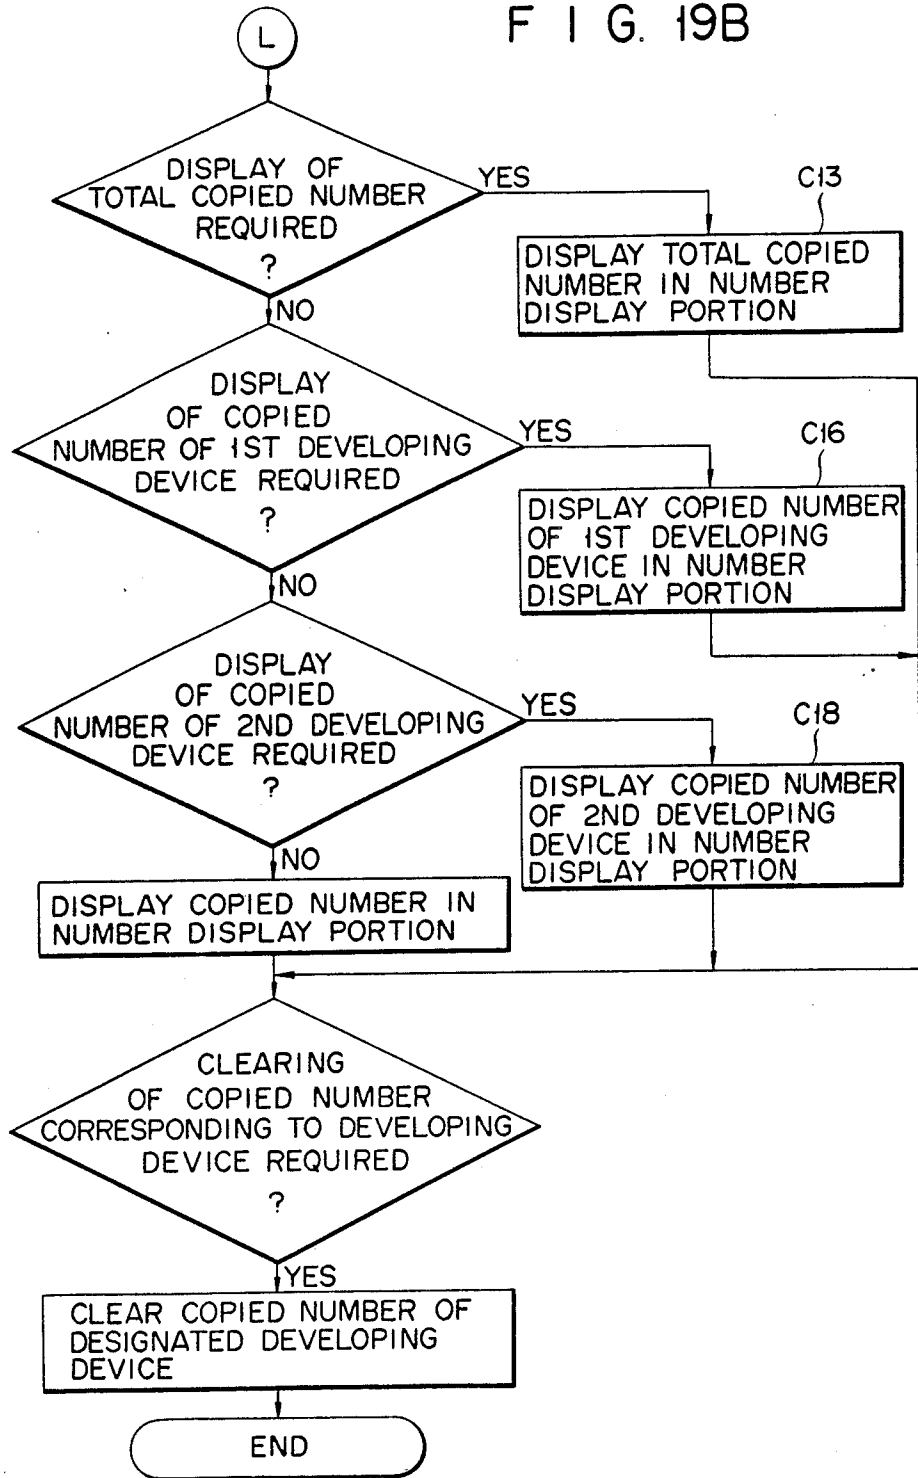 F I G. 19B
L
DISPLAY OF
TOTAL COPIED NUMBER
REQUIRED
?
YES
NO
C13
DISPLAY TOTAL COPIED
NUMBER IN NUMBER
DISPLAY PORTION
DISPLAY
OF COPIED
NUMBER OF 1ST DEVELOPING
DEVICE REQUIRED
?
YES
NO
C16
DISPLAY COPIED NUMBER
OF 1ST DEVELOPING
DEVICE IN NUMBER
DISPLAY PORTION
DISPLAY
OF COPIED
NUMBER OF 2ND DEVELOPING
DEVICE REQUIRED
?
YES
NO
C18
DISPLAY COPIED NUMBER
OF 2ND DEVELOPING
DEVICE IN NUMBER
DISPLAY PORTION
DISPLAY COPIED NUMBER IN
NUMBER DISPLAY PORTION
CLEARING
OF COPIED NUMBER
CORRESPONDING TO DEVELOPING
DEVICE REQUIRED
?
YES
CLEAR COPIED NUMBER OF
DESIGNATED DEVELOPING
DEVICE
END